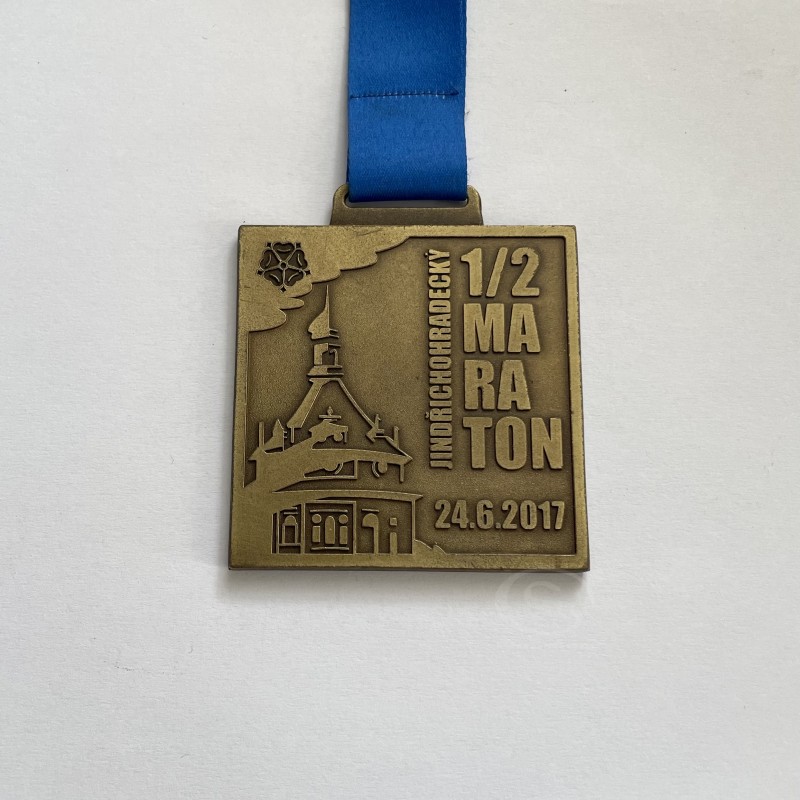 JINDŘICHOHRADECKÝ
1/2
MA
RA
TON
24.6.2017